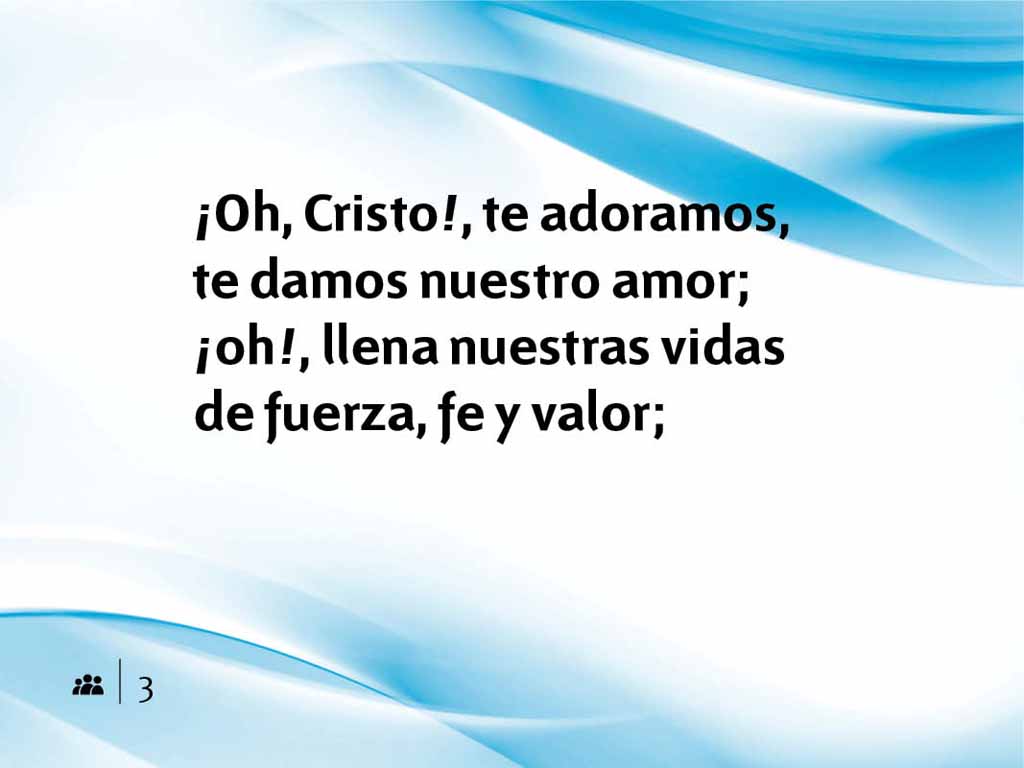 ¡Oh, Cristo!, te adoramos,
te damos nuestro amor;
¡oh!, llena nuestras vidas
de fuerza, fe y valor;
3